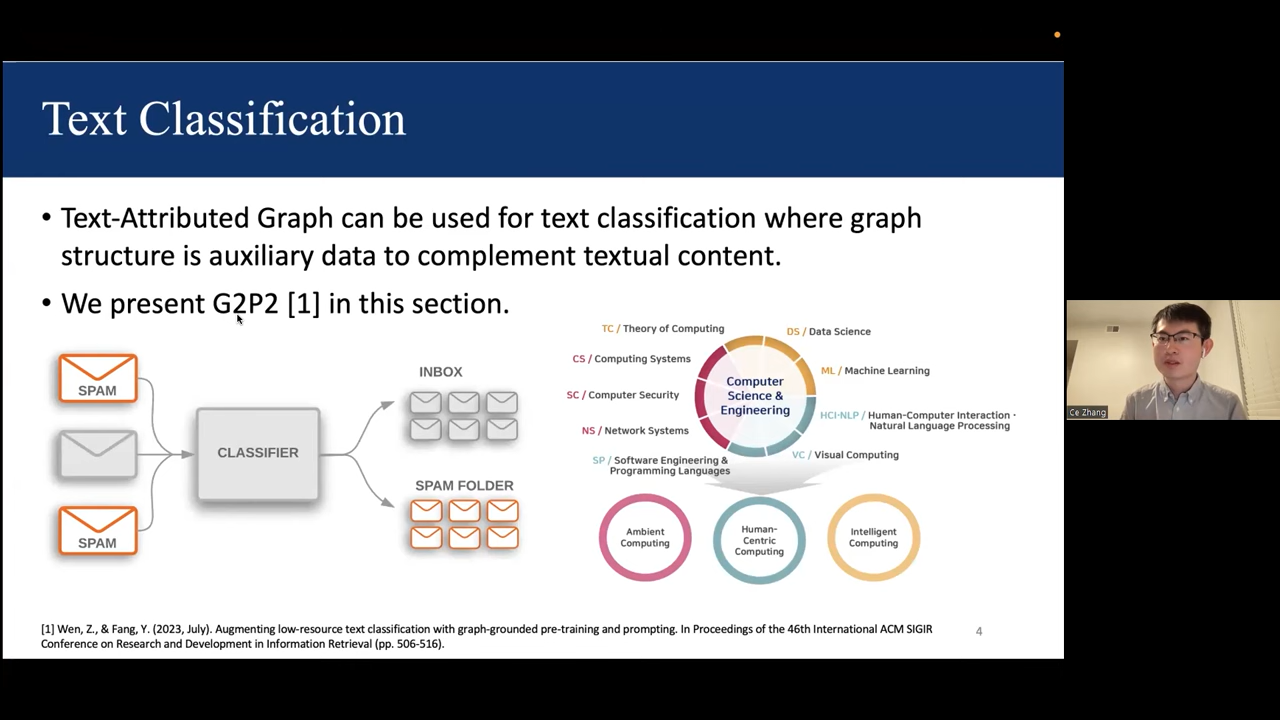 Text Classification
• Text-Attributed Graph can be used for text classification where graph
structure is auxiliary data to complement textual content.
• We present G2P2 [1] in this section.
SPAM
SPAM
CLASSIFIER
INBOX
SPAM FOLDER
TC / Theory of Computing
CS / Computing Systems
SC / Computer Security
NS / Network Systems
SP / Software Engineering &
Programming Languages
Computer
Science &
Engineering
DS / Data Science
ML / Machine Learning
HCI·NLP / Human-Computer Interaction ·
Natural Language Processing
VC / Visual Computing
Ambient
Computing
Human-
Centric
Computing
Intelligent
Computing
[1] Wen, Z., & Fang, Y. (2023, July). Augmenting low-resource text classification with graph-grounded pre-training and prompting. In Proceedings of the 46th International ACM SIGIR
Conference on Research and Development in Information Retrieval (pp. 506-516).
4
Ce Zhang